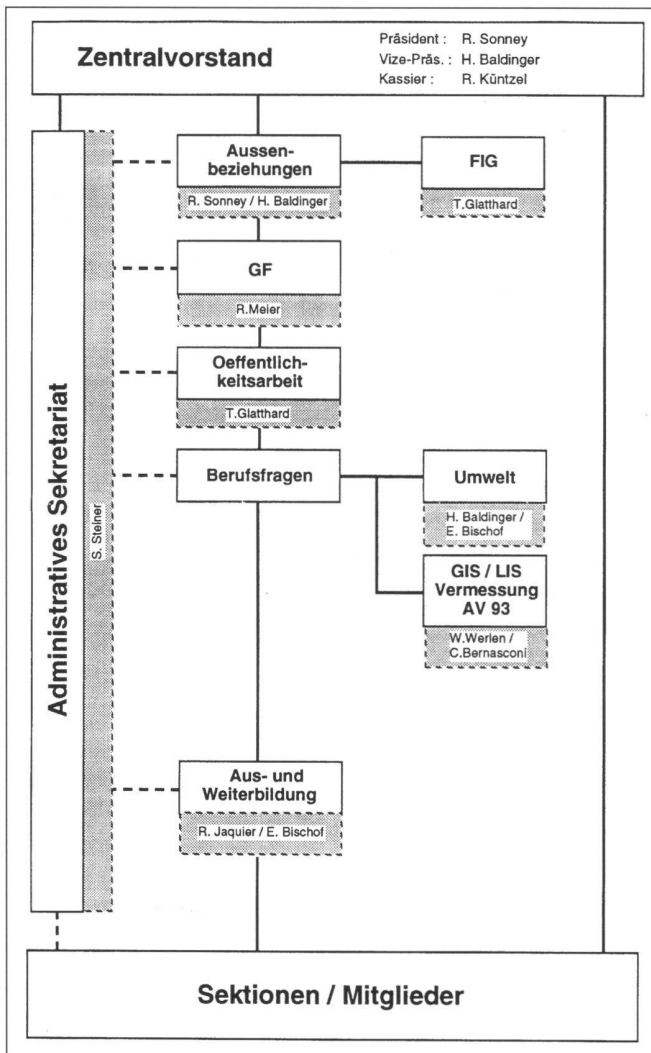 Zentralvorstand
Präsident : R. Sonney
Vize-Präs. : H. Baldinger
Kassier : R. Küntzel
Administratives Sekretariat
S. Steiner
Aussen-
beziehungen
R. Sonney / H. Baldinger
FIG
T.Glatthard
GF
R.Meier
Oeffentlich-
keitsarbeit
T.Glatthard
Berufsfragen
Umwelt
H. Baldinger /
E. Bischof
GIS / LIS
Vermessung
AV 93
W.Werlen /
C.Bernasconi
Aus- und
Weiterbildung
R. Jaquier / E. Bischof
Sektionen / Mitglieder